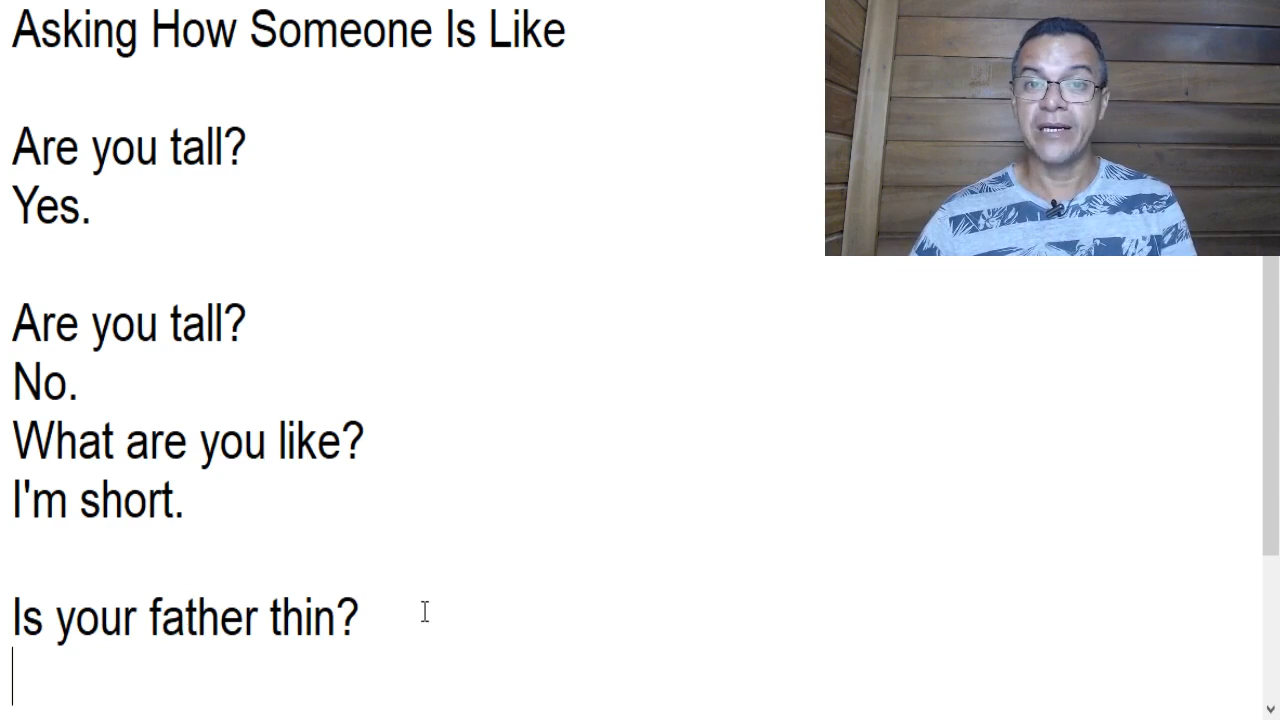 Asking How Someone Is Like
Are you tall?
Yes.
Are you tall?
No.
What are you like?
I'm short.
Is your father thin?